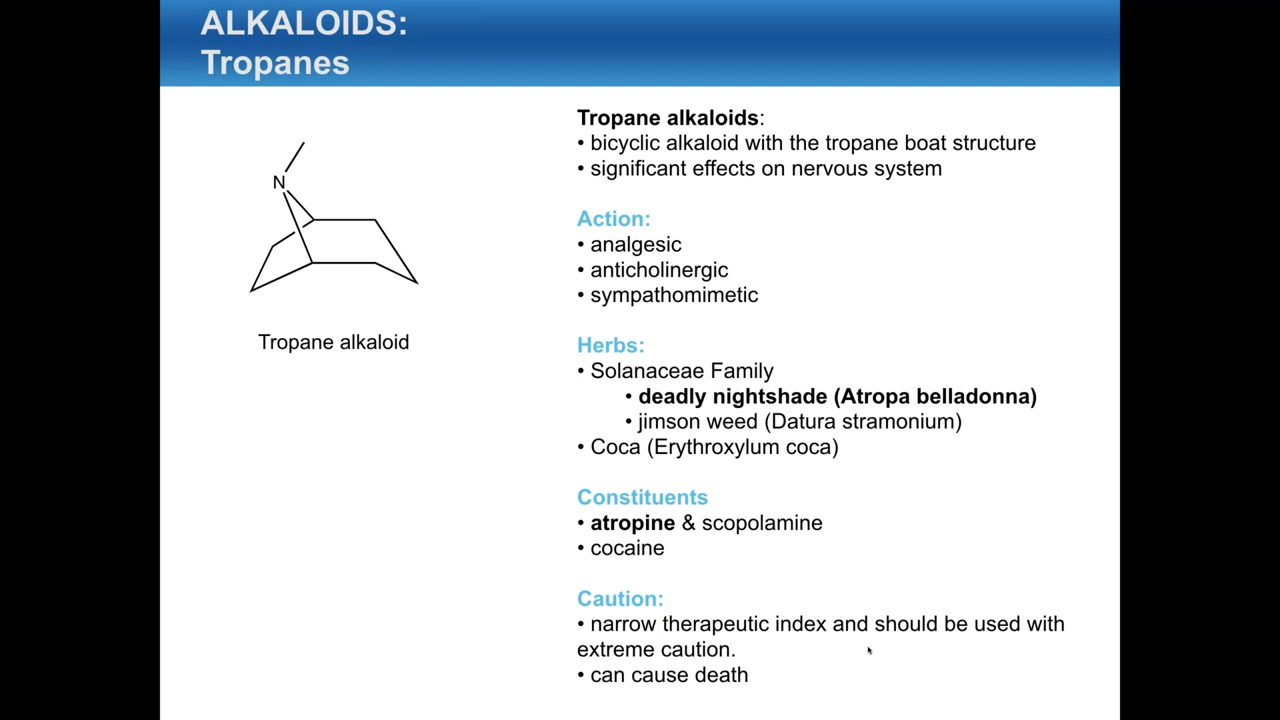 ALKALOIDS:
Tropanes
N
Tropane alkaloid
Tropane alkaloids:
• bicyclic alkaloid with the tropane boat structure
• significant effects on nervous system
Action:
• analgesic
• anticholinergic
• sympathomimetic
Herbs:
• Solanaceae Family
• deadly nightshade (Atropa belladonna)
• jimson weed (Datura stramonium)
• Coca (Erythroxylum coca)
Constituents
• atropine & scopolamine
• cocaine
Caution:
• narrow therapeutic index and should be used with
extreme caution.
• can cause death